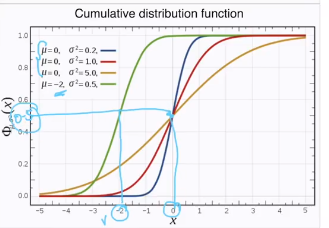 Cumulative distribution function
μ= 0, σ²= 0.2,
μ= 0, σ²= 1.0,
μ= 0, σ²= 5.0,
μ= −2, σ²= 0.5,
1.0
0.8
0.5
0.4
0.2
0.0
−5 −4 −3 −2 −1 0 1 2 3 4 5
x